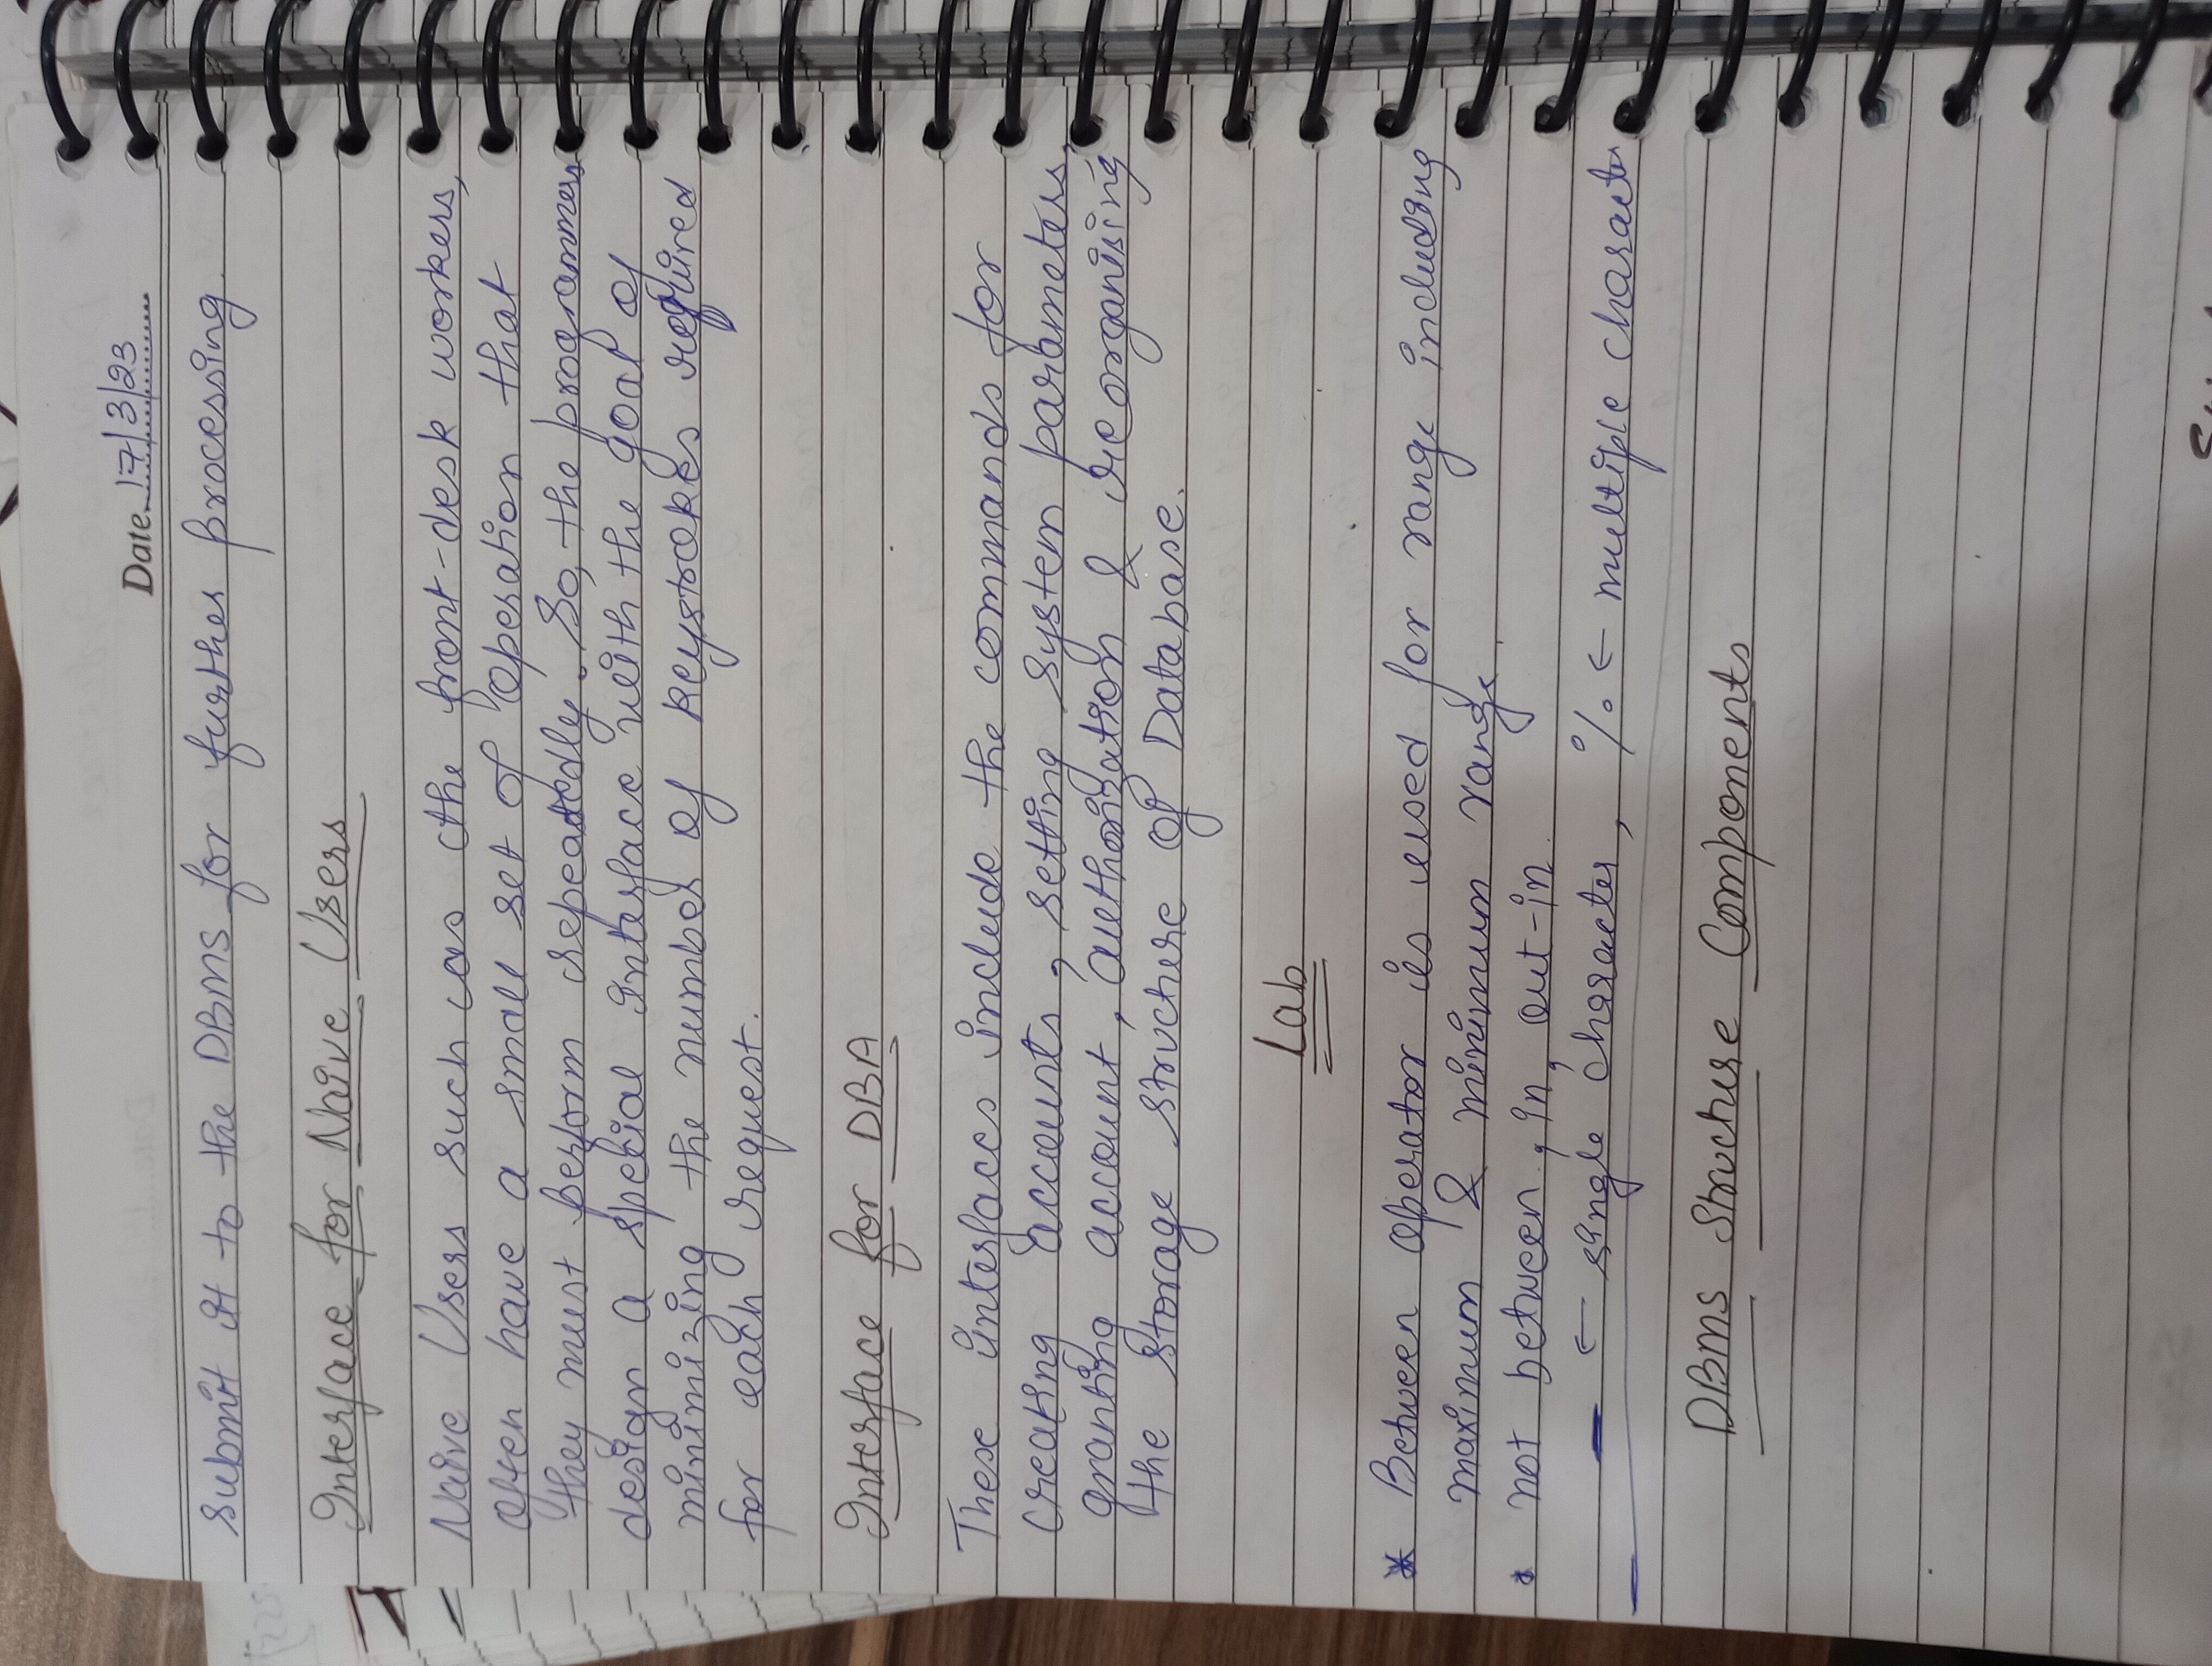 Date 17/3/23
Submit it to the DBMS for further processing.
Interface for Naive Users
Naive Users such as the front-desk workers,
often have a small set of operation that
they must perform repeatedly. So, the programmers
design a special interface with the goal of
minimizing the number of keystrokes required
for each request.
Interface for DBA
These interfaces include the commands for
creating accounts, setting system parameters,
granting account, authorization & reorganising
the storage structure of Database.
Lab
* Between operator is used for range including
maximum & minimum range.
* not between, in, out-in.
_ ← single character, % ← multiple character
DBMS Structure Components